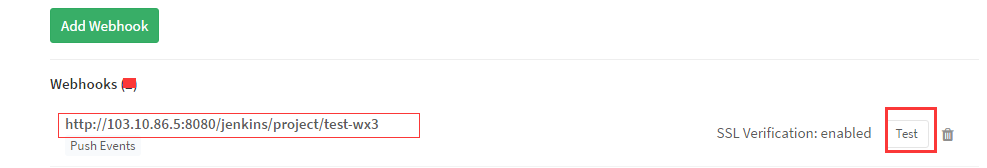 Add Webhook
Webhooks (
http://103.10.86.5:8080/jenkins/project/test-wx3
SSL Verification: enabled
Test
Push Events